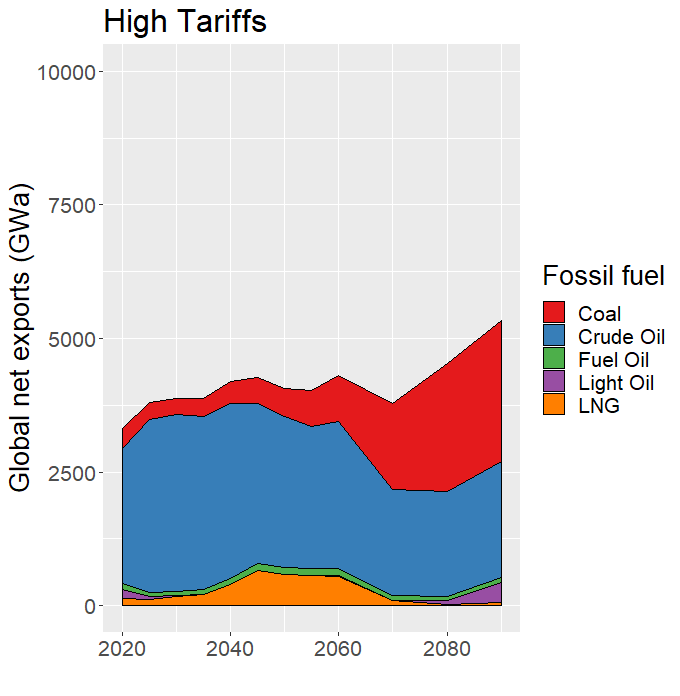 High Tariffs
Global net exports (GWa)
10000
7500
5000
2500
0
2020 2040 2060 2080
Fossil fuel
Coal
Crude Oil
Fuel Oil
Light Oil
LNG